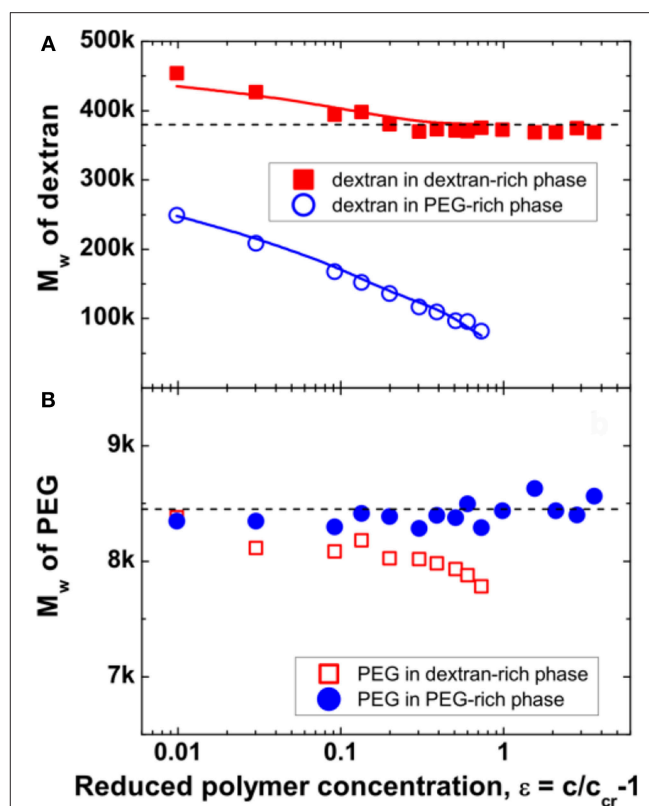 A
500k
400k
300k
200k
100k
Mw of dextran
dextran in dextran-rich phase
dextran in PEG-rich phase
B
b
9k
8k
7k
Mw of PEG
PEG in dextran-rich phase
PEG in PEG-rich phase
0.01 0.1 1
Reduced polymer concentration, ε = c/ccr-1